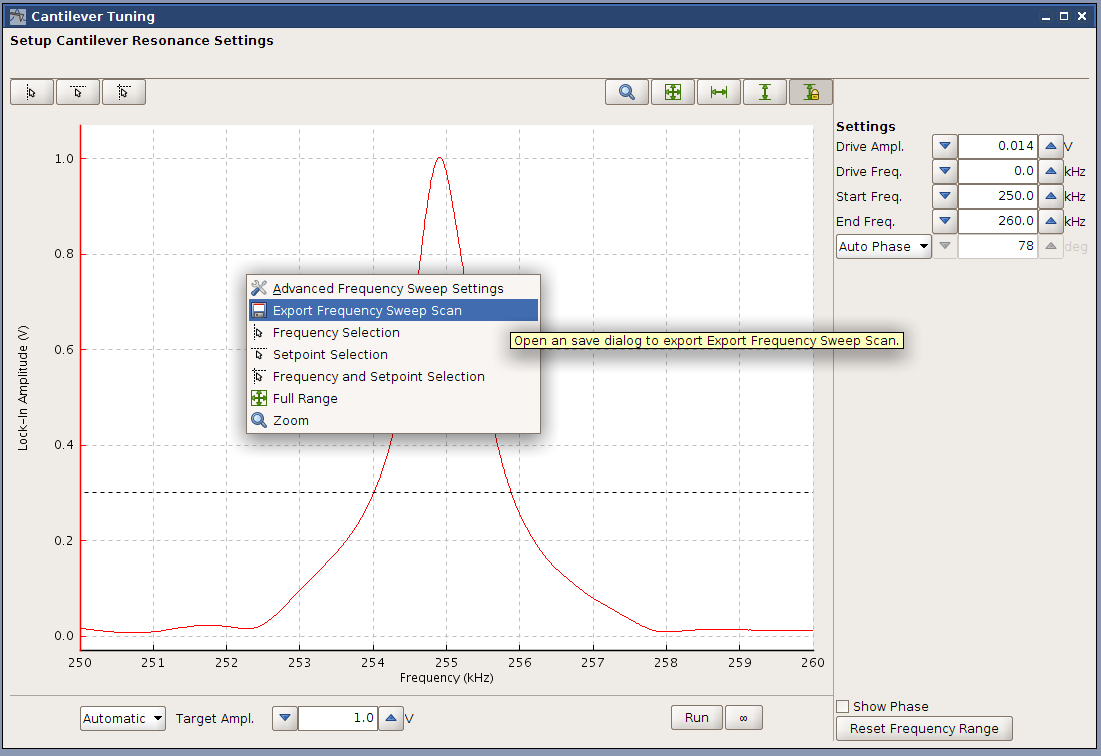 Cantilever Tuning
Setup Cantilever Resonance Settings
Settings
Drive Ampl. 0.014 V
Drive Freq. 0.0 kHz
Start Freq. 250.0 kHz
End Freq. 260.0 kHz
Auto Phase 78 deg
1.0
0.8
0.6
0.4
0.2
0.0
Lock-In Amplitude (V)
Advanced Frequency Sweep Settings
Export Frequency Sweep Scan
Frequency Selection
Setpoint Selection
Frequency and Setpoint Selection
Full Range
Zoom
Open an save dialog to export Export Frequency Sweep Scan.
250 251 252 253 254 255 256 257 258 259 260
Frequency (kHz)
Automatic Target Ampl. 1.0 V
Run ∞
Show Phase
Reset Frequency Range